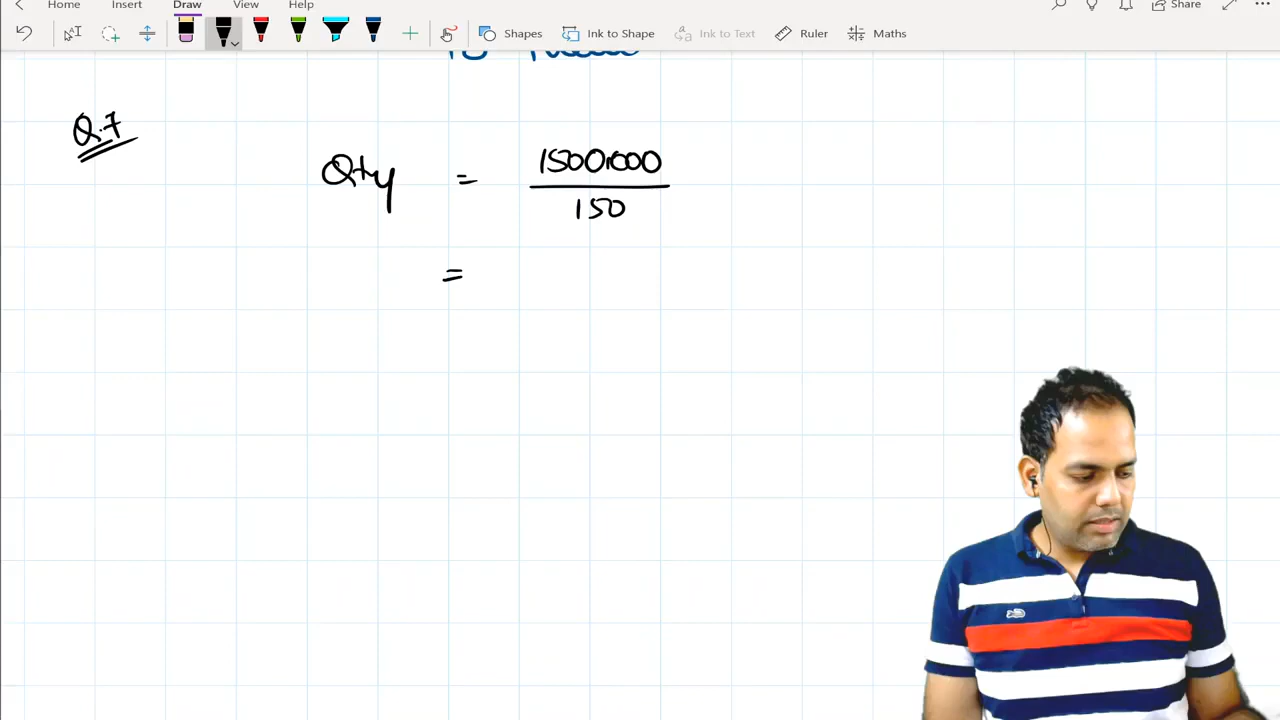 Home Insert Draw View Help Share
Shapes Ink to Shape Ink to Text Ruler Maths
Q.7
Qty = 1500,000
150
=